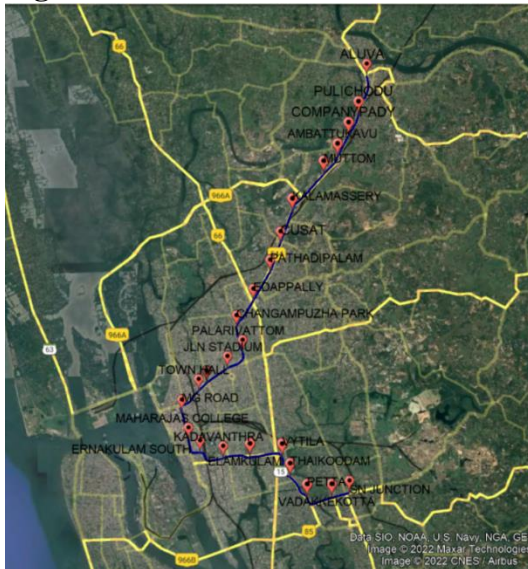 ALUVA
66
PULICHODU
COMPANYPADY
AMBATTUKAVU
MUTTOM
966A
KALAMASSERY
66
CUSAT
PATHADIPALAM
EDAPPALLY
CHANGAMPUZHA PARK
PALARIVATTOM
966A
JLN STADIUM
63
TOWN HALL
MG ROAD
MAHARAJAS COLLEGE
KADAVANTHRA
VYTILA
ERNAKULAM SOUTH
ELAMKULAM
THAIKOODAM
15
PETTA
SN JUNCTION
VADAKKEKOTTA
85
966B
Data SIO, NOAA, U.S. Navy, NGA, GE
Image © 2022 Maxar Technologies
Image © 2022 CNES / Airbus